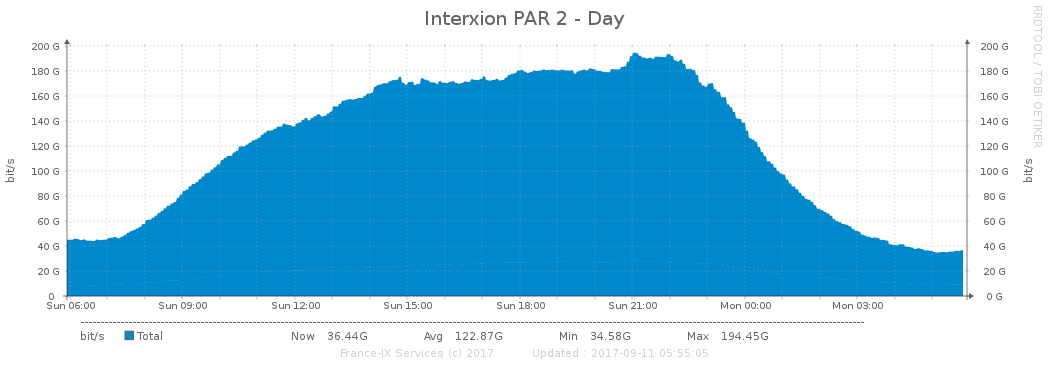 Interxion PAR 2 - Day
RRDTOOL / TOBI OETIKER
200 G 200 G
180 G 180 G
160 G 160 G
140 G 140 G
120 G 120 G
100 G 100 G
80 G 80 G
60 G 60 G
40 G 40 G
20 G 20 G
0 0 G
bit/s bit/s
Sun 06:00 Sun 09:00 Sun 12:00 Sun 15:00 Sun 18:00 Sun 21:00 Mon 00:00 Mon 03:00
bit/s Total Now 36.44G Avg 122.87G Min 34.58G Max 194.45G
France-IX Services (c) 2017 Updated : 2017-09-11 05:55:05